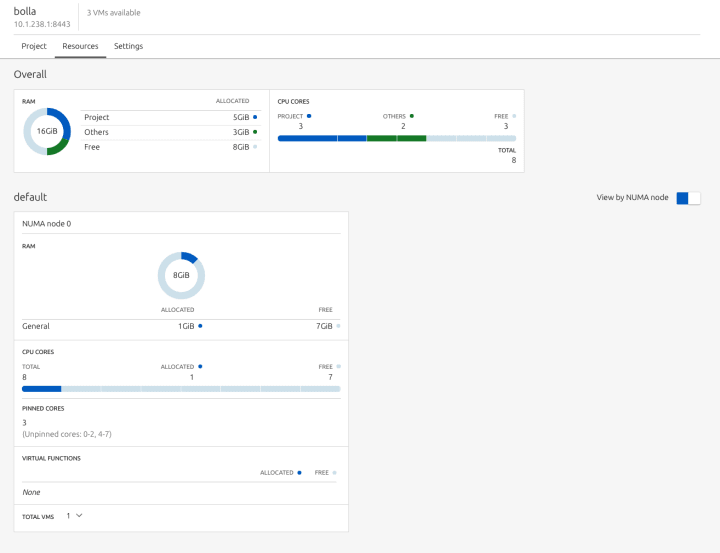 bolla
3 VMs available
10.1.238.1:8443
Project Resources Settings
Overall
RAM
ALLOCATED
16GiB
Project 5GiB
Others 3GiB
Free 8GiB
CPU CORES
PROJECT OTHERS FREE
3 2 3
TOTAL
8
default
View by NUMA node
NUMA node 0
RAM
8GiB
ALLOCATED FREE
General 1GiB 7GiB
CPU CORES
TOTAL ALLOCATED FREE
8 1 7
PINNED CORES
3
(Unpinned cores: 0-2, 4-7)
VIRTUAL FUNCTIONS
ALLOCATED FREE
None
TOTAL VMS 1